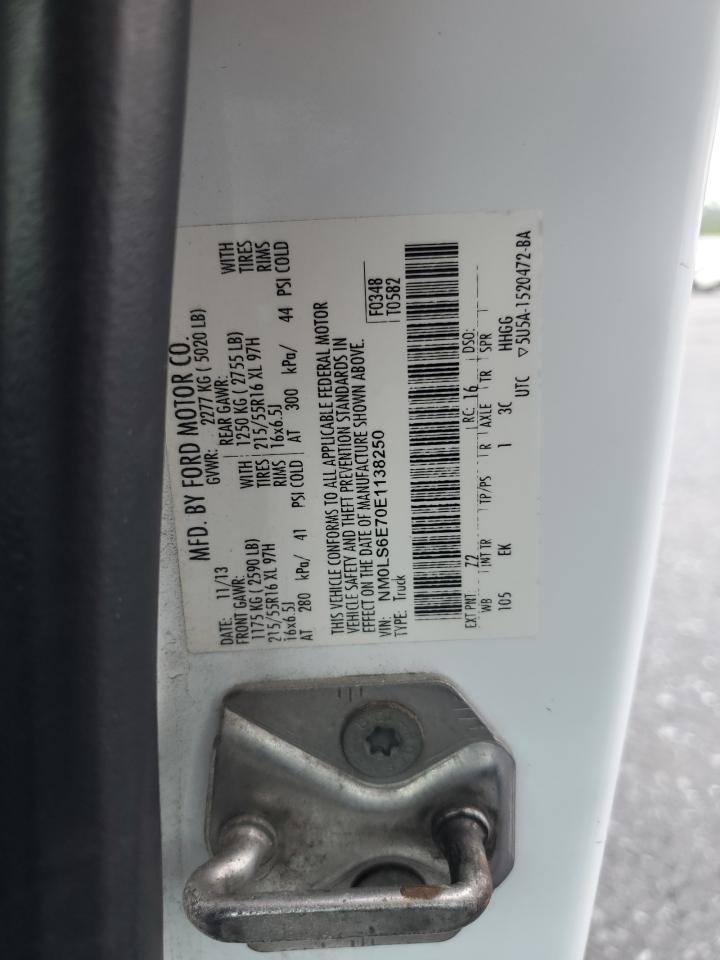 MFD. BY FORD MOTOR CO.
DATE: 11/13 GVWR: 2277 KG ( 5020 LB)
FRONT GAWR: REAR GAWR: WITH
1175 KG ( 2590 LB) 1250 KG ( 2755 LB) TIRES
215/55R16 XL 97H TIRES 215/55R16 XL 97H RIMS
16x6.5J RIMS 16x6.5J
AT 280 kPa/ 41 PSI COLD AT 300 kPa/ 44 PSI COLD
WITH
THIS VEHICLE CONFORMS TO ALL APPLICABLE FEDERAL MOTOR
VEHICLE SAFETY AND THEFT PREVENTION STANDARDS IN
EFFECT ON THE DATE OF MANUFACTURE SHOWN ABOVE.
VIN: NM0LS6E70E1138250 F0348
TYPE: Truck T0582
EXT PNT: Z2 RC: 16 DSO:
WB INT TR TP/PS R AXLE TR SPR
105 EK 1 3C HHGG
UTC ▽5U5A-1520472-BA